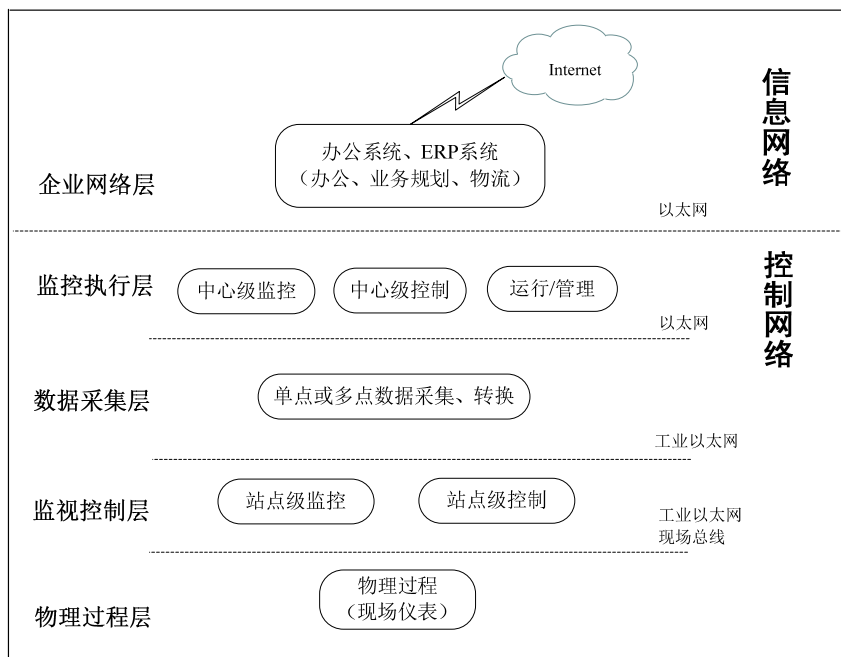 Internet
信息网络
办公系统、ERP系统
（办公、业务规划、物流）
企业网络层
以太网
控制网络
监控执行层
中心级监控
中心级控制
运行/管理
以太网
数据采集层
单点或多点数据采集、转换
工业以太网
监视控制层
站点级监控
站点级控制
工业以太网
现场总线
物理过程层
物理过程
（现场仪表）